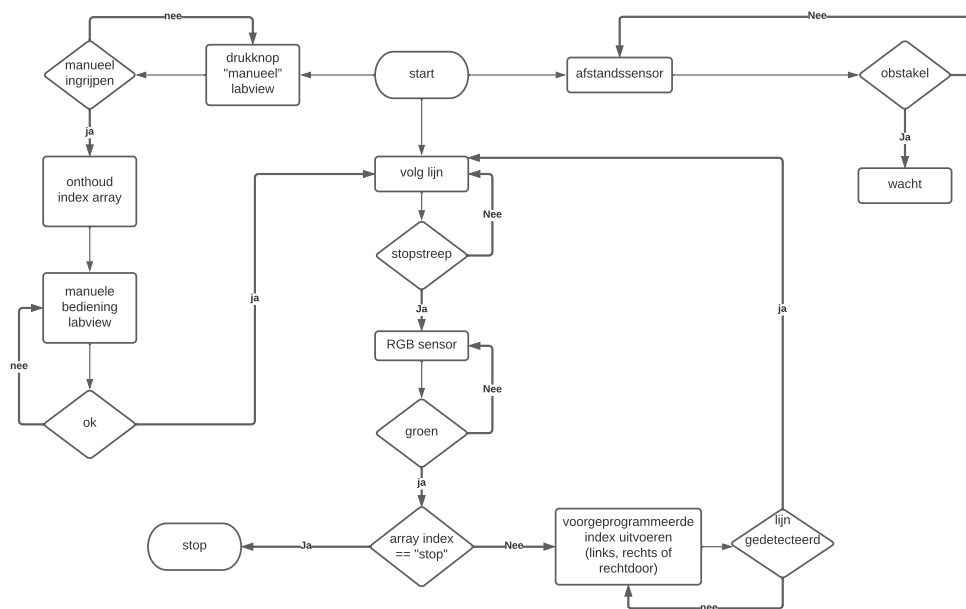 nee
Nee
manueel
ingrijpen
drukknop
"manueel"
labview
start
afstandssensor
obstakel
ja
Ja
onthoud
index array
volg lijn
wacht
Nee
stopstreep
manuele
bediening
labview
ja
Ja
ja
RGB sensor
nee
Nee
ok
groen
ja
stop
Ja
array index
== "stop"
Nee
voorgeprogrammeerde
index uitvoeren
(links, rechts of
rechtdoor)
lijn
gedetecteerd
nee